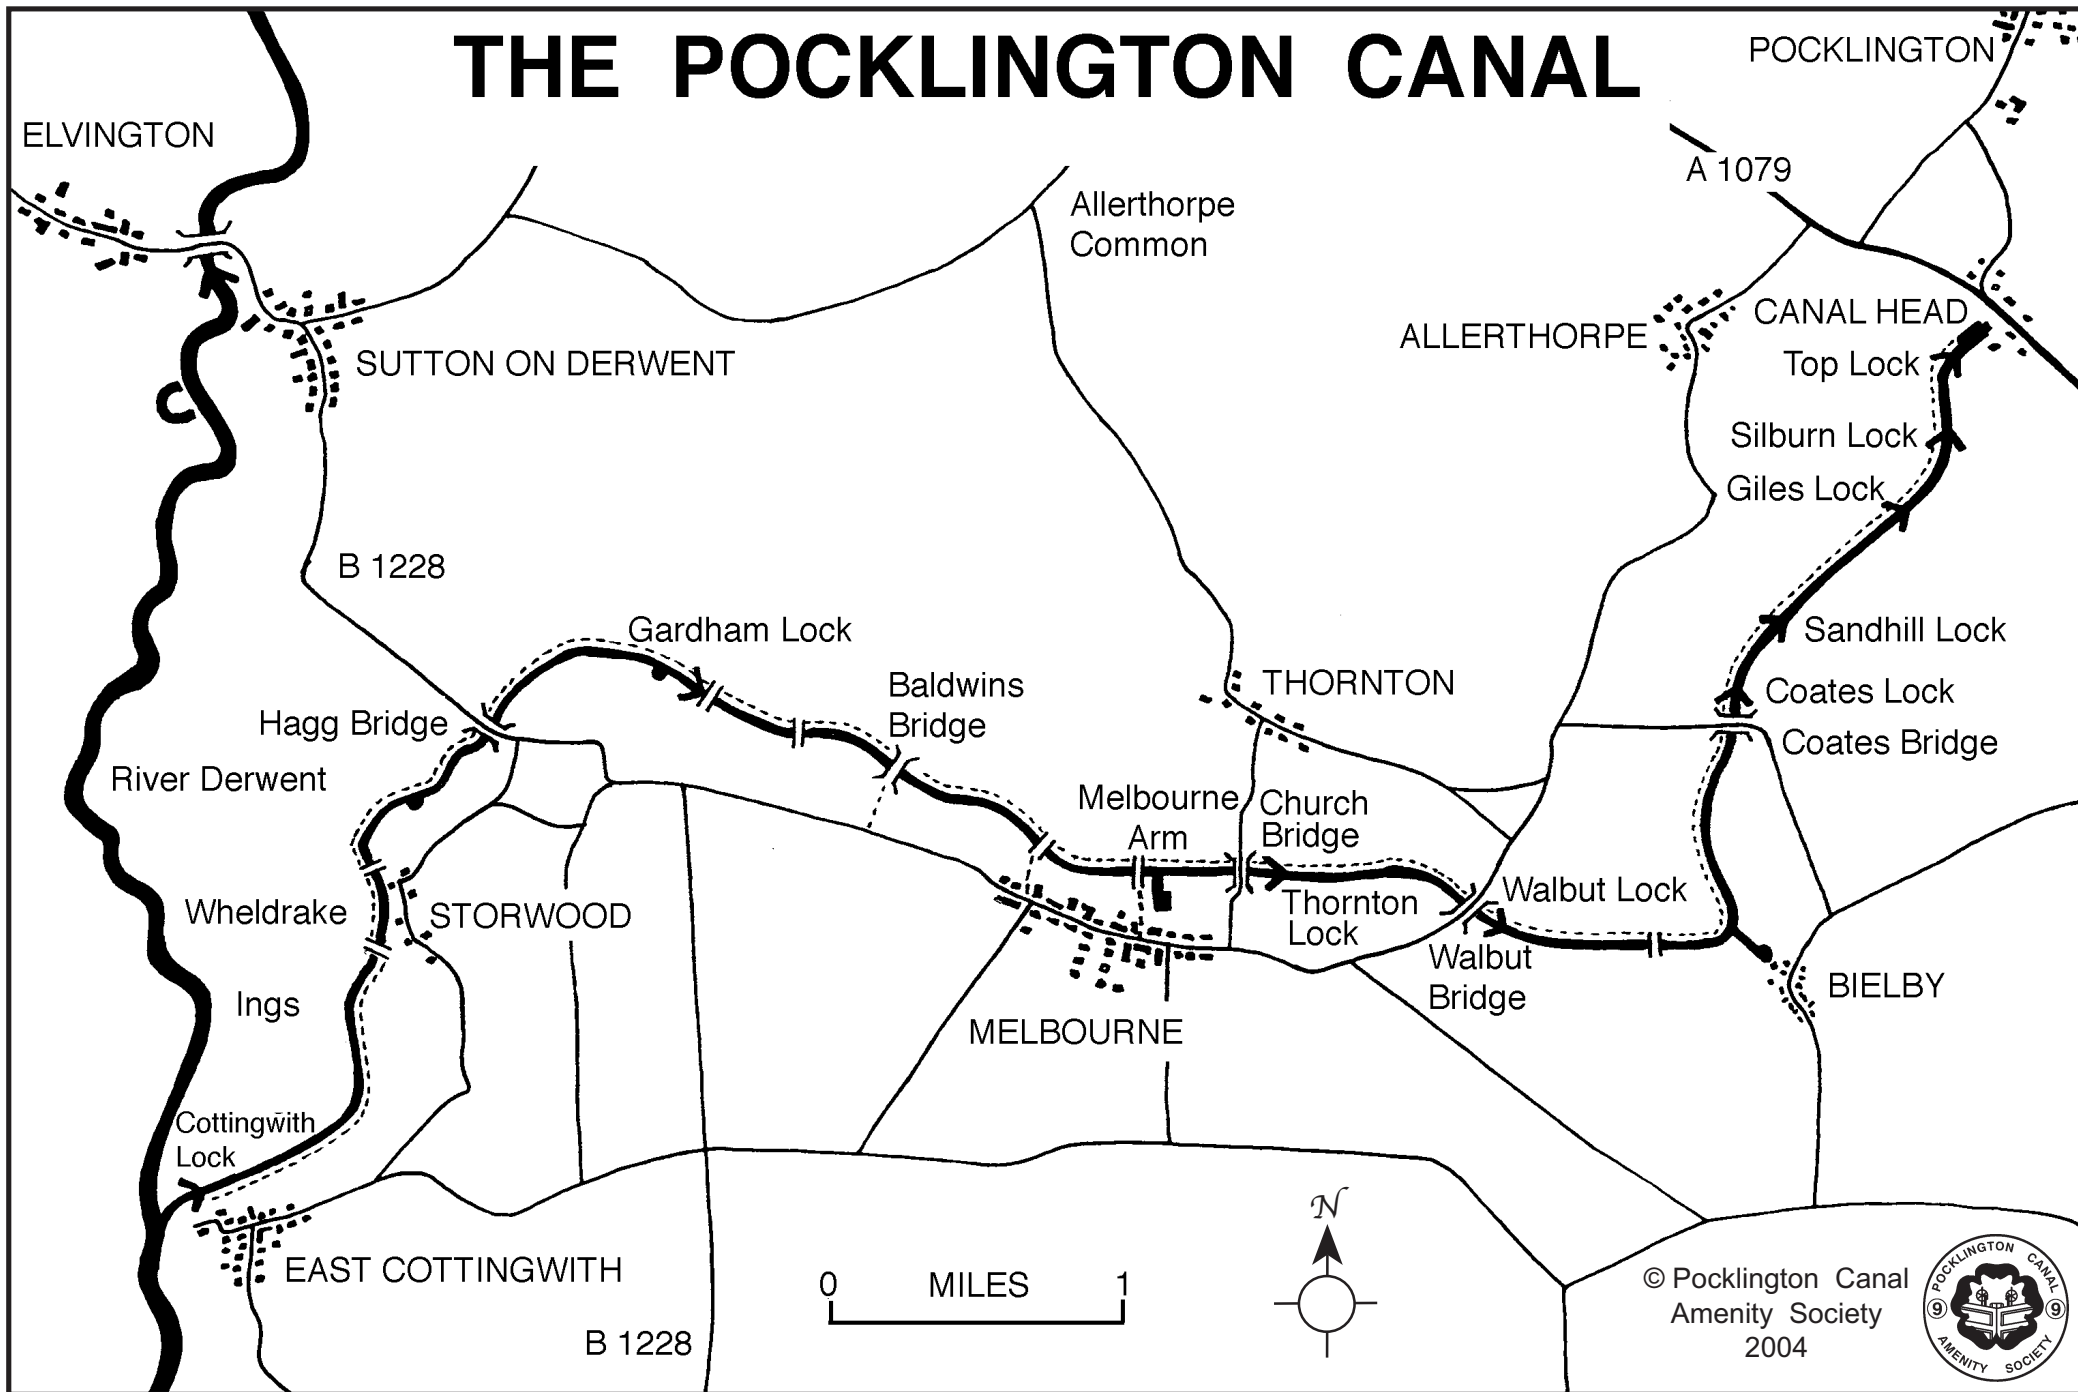 THE POCKLINGTON CANAL
POCKLINGTON
ELVINGTON
A 1079
Allerthorpe
Common
CANAL HEAD
ALLERTHORPE
SUTTON ON DERWENT
Top Lock
Silburn Lock
Giles Lock
B 1228
Gardham Lock
Sandhill Lock
Baldwins
Bridge
THORNTON
Coates Lock
Hagg Bridge
Coates Bridge
River Derwent
Melbourne
Arm
Church
Bridge
Walbut Lock
Wheldrake
STORWOOD
Thornton
Lock
Walbut
Bridge
BIELBY
Ings
MELBOURNE
Cottingwith
Lock
N
EAST COTTINGWITH
0 MILES 1
B 1228
© Pocklington Canal
Amenity Society
2004
POCKLINGTON CANAL
9 9
AMENITY SOCIETY